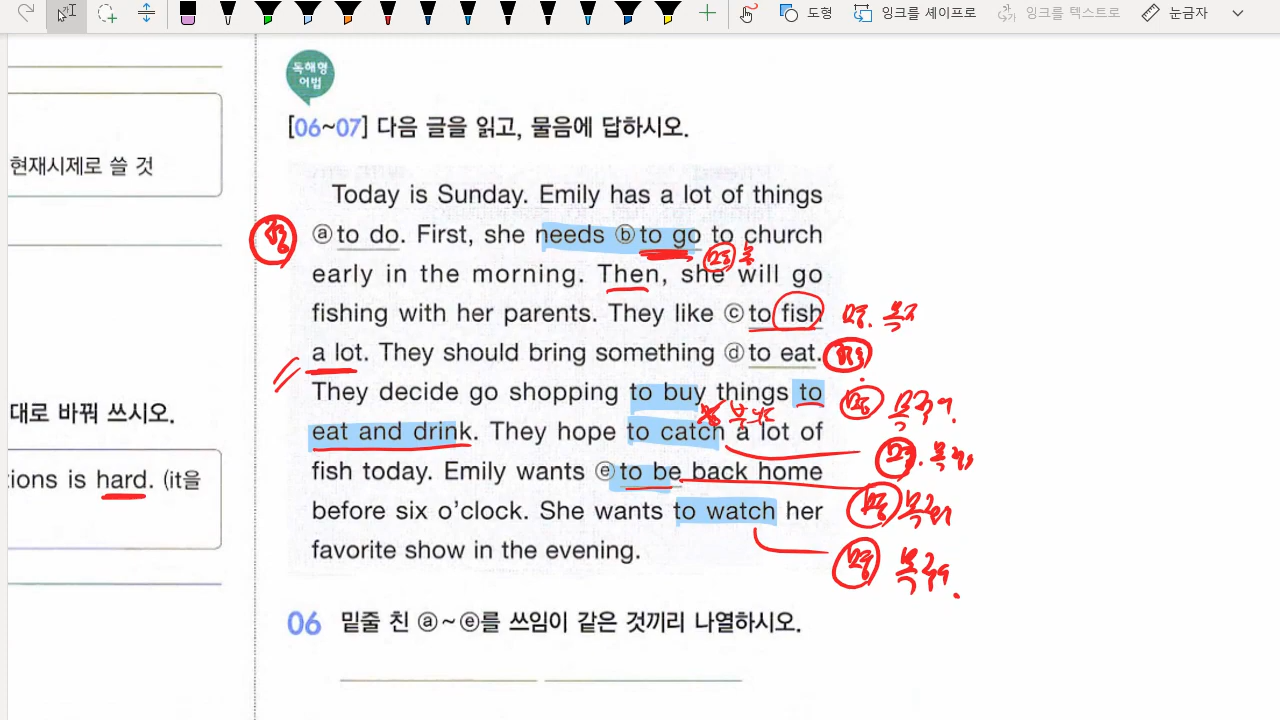 도형
잉크를 셰이프로
잉크를 텍스트로
눈금자
현재시제로 쓸 것
대로 바꿔 쓰시오.
tions is hard. (it을
독해형
어법
[06~07] 다음 글을 읽고, 물음에 답하시오.
Today is Sunday. Emily has a lot of things
ⓐ to do. First, she needs ⓑ to go to church
early in the morning. Then, she will go
fishing with her parents. They like ⓒ to fish
a lot. They should bring something ⓓ to eat.
They decide go shopping to buy things to
eat and drink. They hope to catch a lot of
fish today. Emily wants ⓔ to be back home
before six o'clock. She wants to watch her
favorite show in the evening.
06 밑줄 친 ⓐ~ⓔ를 쓰임이 같은 것끼리 나열하시오.